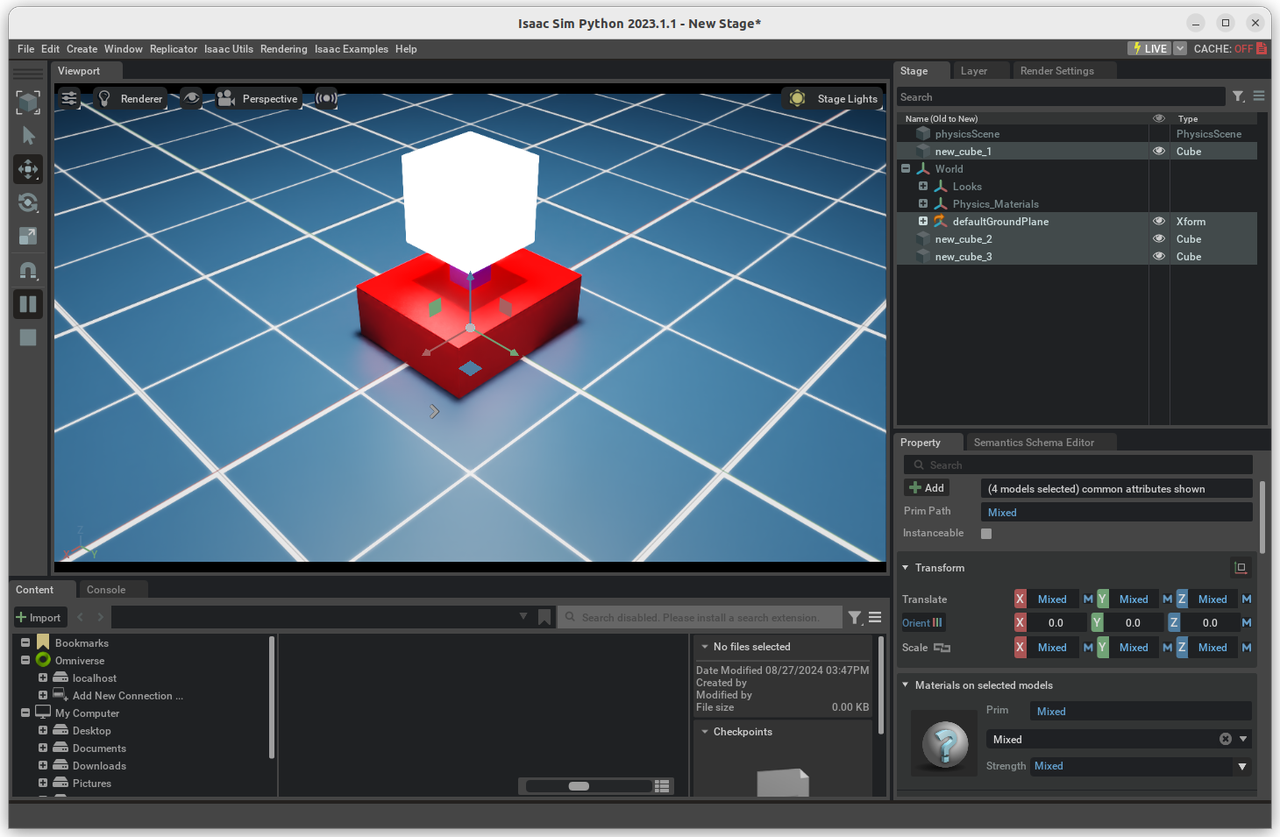 Isaac Sim Python 2023.1.1 - New Stage*
File Edit Create Window Replicator Isaac Utils Rendering Isaac Examples Help
LIVE CACHE: OFF
Viewport
Renderer Perspective Stage Lights
Stage Layer Render Settings
Search
Name (Old to New) Type
physicsScene PhysicsScene
new_cube_1 Cube
World
Looks
Physics_Materials
defaultGroundPlane Xform
new_cube_2 Cube
new_cube_3 Cube
Z
X Y
Property Semantics Schema Editor
Search
Add (4 models selected) common attributes shown
Prim Path Mixed
Instanceable
Transform
Translate X Mixed M Y Mixed M Z Mixed M
Orient X 0.0 Y 0.0 Z 0.0 M
Scale X Mixed M Y Mixed M Z Mixed M
Materials on selected models
Prim Mixed
Mixed
Strength Mixed
Content Console
Import Search disabled. Please install a search extension.
Bookmarks
Omniverse
localhost
Add New Connection ...
My Computer
Desktop
Documents
Downloads
Pictures
No files selected
Date Modified 08/27/2024 03:47PM
Created by
Modified by
File size 0.00 KB
Checkpoints